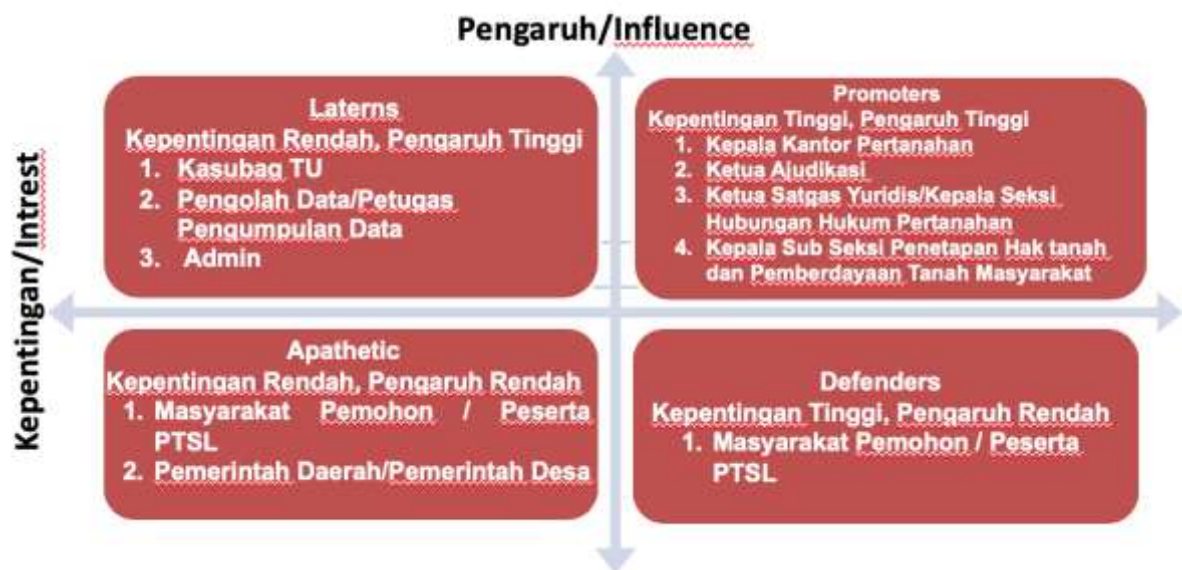 Pengaruh/Influence
Kepentingan/Intrest
Laterns
Kepentingan Rendah, Pengaruh Tinggi
1. Kasubag TU
2. Pengolah Data/Petugas
Pengumpulan Data
3. Admin
Promoters
Kepentingan Tinggi, Pengaruh Tinggi
1. Kepala Kantor Pertanahan
2. Ketua Ajudikasi
3. Ketua Satgas Yuridis/Kepala Seksi
Hubungan Hukum Pertanahan
4. Kepala Sub Seksi Penetapan Hak tanah
dan Pemberdayaan Tanah Masyarakat
Apathetic
Kepentingan Rendah, Pengaruh Rendah
1. Masyarakat Pemohon / Peserta
PTSL
2. Pemerintah Daerah/Pemerintah Desa
Defenders
Kepentingan Tinggi, Pengaruh Rendah
1. Masyarakat Pemohon / Peserta
PTSL